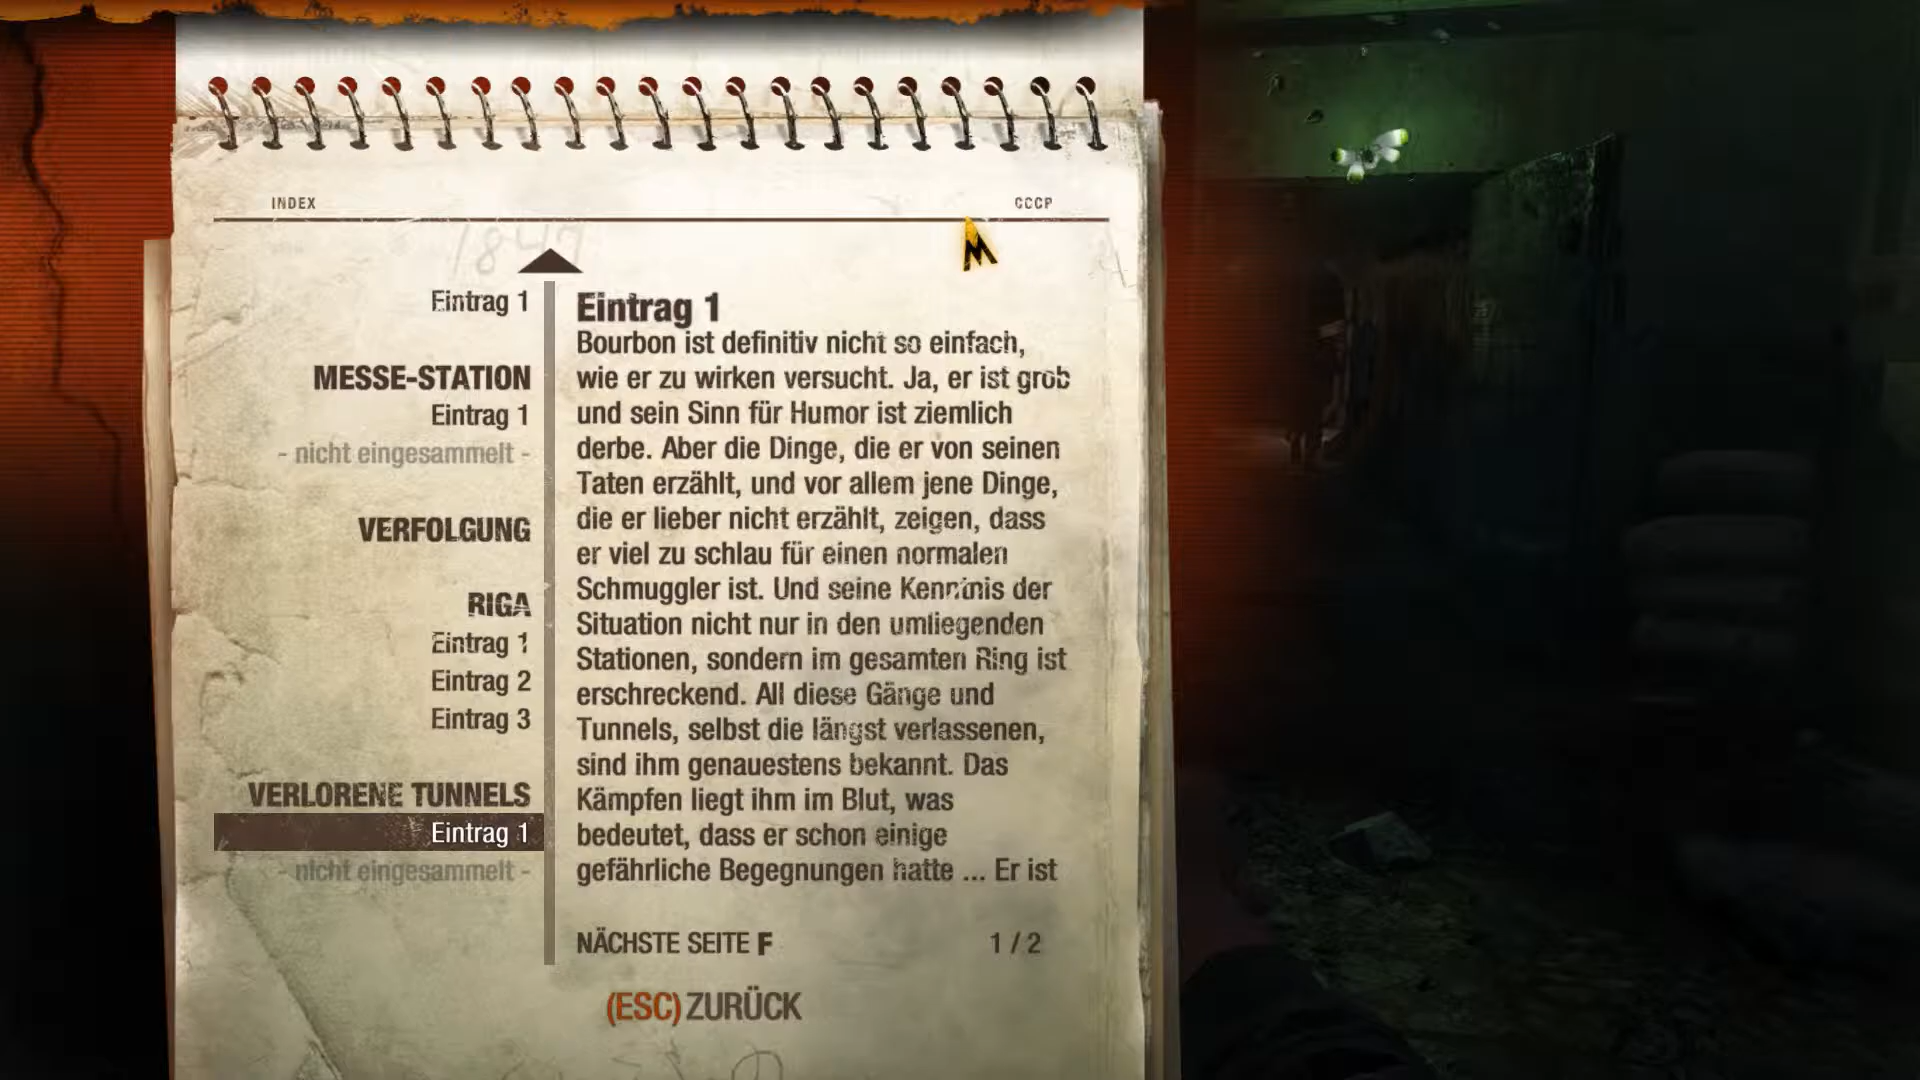 INDEX
CCCP
Eintrag 1
MESSE-STATION
Eintrag 1
- nicht eingesammelt -
VERFOLGUNG
RIGA
Eintrag 1
Eintrag 2
Eintrag 3
VERLORENE TUNNELS
Eintrag 1
- nicht eingesammelt -
Eintrag 1
Bourbon ist definitiv nicht so einfach,
wie er zu wirken versucht. Ja, er ist grob
und sein Sinn für Humor ist ziemlich
derbe. Aber die Dinge, die er von seinen
Taten erzählt, und vor allem jene Dinge,
die er lieber nicht erzählt, zeigen, dass
er viel zu schlau für einen normalen
Schmuggler ist. Und seine Kenntnis der
Situation nicht nur in den umliegenden
Stationen, sondern im gesamten Ring ist
erschreckend. All diese Gänge und
Tunnels, selbst die längst verlassenen,
sind ihm genauestens bekannt. Das
Kämpfen liegt ihm im Blut, was
bedeutet, dass er schon einige
gefährliche Begegnungen hatte ... Er ist
NÄCHSTE SEITE F
1 / 2
(ESC) ZURÜCK